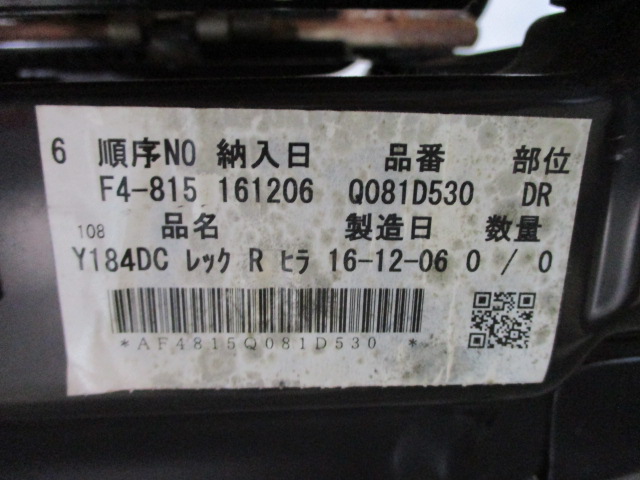 6 順序NO 納入日 品番 部位
F4-815 161206 Q081D530 DR
108 品名 製造日 数量
Y184DC レック R ヒラ 16-12-06 0 / 0
*AF4815Q081D530 *